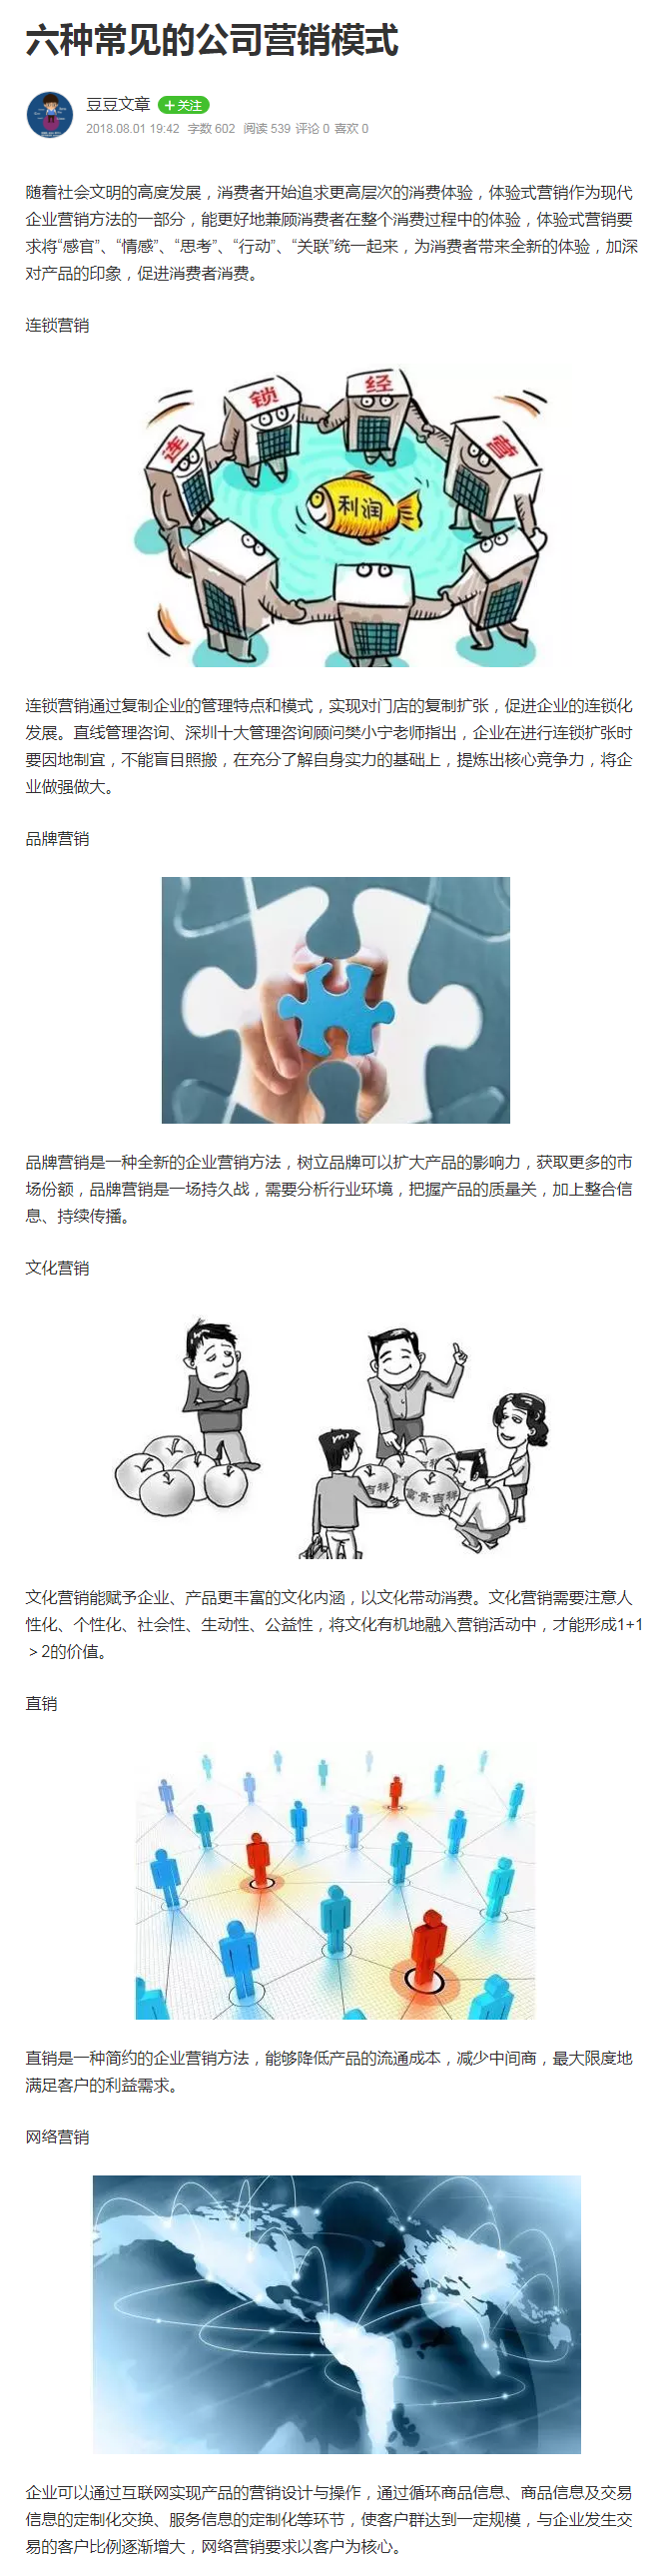 六种常见的公司营销模式
豆豆文章 +关注
2018.08.01 19:42 字数 602 阅读 539 评论 0 喜欢 0
随着社会文明的高度发展，消费者开始追求更高层次的消费体验，体验式营销作为现代
企业营销方法的一部分，能更好地兼顾消费者在整个消费过程中的体验，体验式营销要
求将“感官”、“情感”、“思考”、“行动”、“关联”统一起来，为消费者带来全新的体验，加深
对产品的印象，促进消费者消费。
连锁营销
连 锁 经 营
利润
连锁营销通过复制企业的管理特点和模式，实现对门店的复制扩张，促进企业的连锁化
发展。直线管理咨询、深圳十大管理咨询顾问樊小宁老师指出，企业在进行连锁扩张时
要因地制宜，不能盲目照搬，在充分了解自身实力的基础上，提炼出核心竞争力，将企
业做强做大。
品牌营销
品牌营销是一种全新的企业营销方法，树立品牌可以扩大产品的影响力，获取更多的市
场份额，品牌营销是一场持久战，需要分析行业环境，把握产品的质量关，加上整合信
息、持续传播。
文化营销
吉祥
富貴吉祥
文化营销能赋予企业、产品更丰富的文化内涵，以文化带动消费。文化营销需要注意人
性化、个性化、社会性、生动性、公益性，将文化有机地融入营销活动中，才能形成1+1
＞2的价值。
直销
直销是一种简约的企业营销方法，能够降低产品的流通成本，减少中间商，最大限度地
满足客户的利益需求。
网络营销
企业可以通过互联网实现产品的营销设计与操作，通过循环商品信息、商品信息及交易
信息的定制化交换、服务信息的定制化等环节，使客户群达到一定规模，与企业发生交
易的客户比例逐渐增大，网络营销要求以客户为核心。